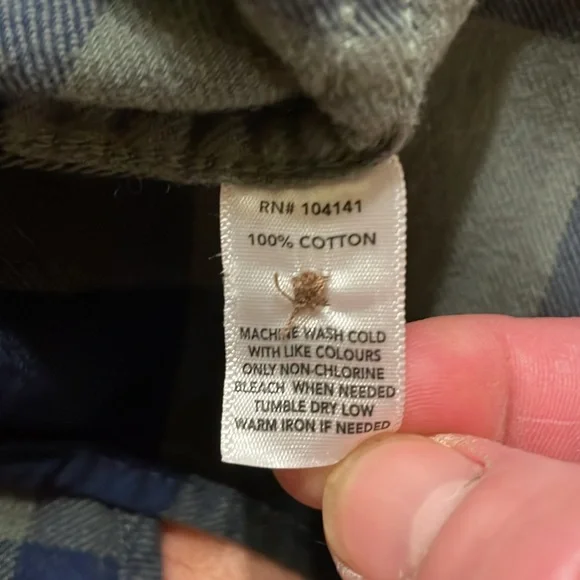 RN# 104141
100% COTTON
MACHINE WASH COLD
WITH LIKE COLOURS
ONLY NON-CHLORINE
BLEACH WHEN NEEDED
TUMBLE DRY LOW
WARM IRON IF NEEDED